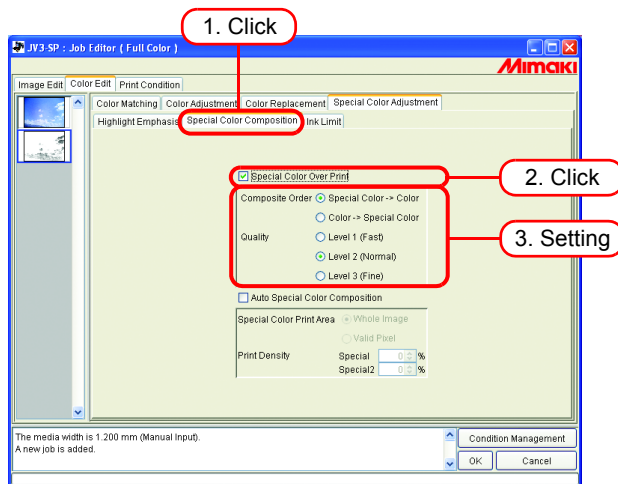 1. Click
JV3-SP : Job Editor ( Full Color )
Mimaki
Image Edit Color Edit Print Condition
Color Matching Color Adjustment Color Replacement Special Color Adjustment
Highlight Emphasis Special Color Composition Ink Limit
Special Color Over Print
2. Click
Composite Order Special Color -> Color
Color -> Special Color
Quality Level 1 (Fast)
3. Setting
Level 2 (Normal)
Level 3 (Fine)
Auto Special Color Composition
Special Color Print Area Whole Image
Valid Pixel
Print Density Special 0 %
Special2 0 %
The media width is 1.200 mm (Manual Input).
A new job is added.
Condition Management
OK Cancel